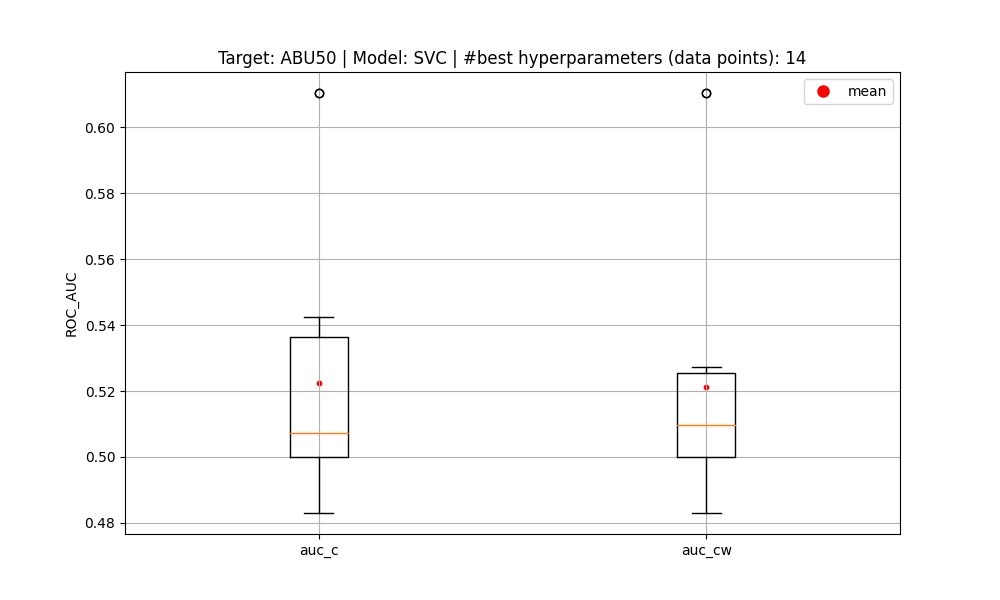 Target: ABU50 | Model: SVC | #best hyperparameters (data points): 14
mean
0.60
0.58
0.56
0.54
0.52
0.50
0.48
ROC_AUC
auc_c
auc_cw